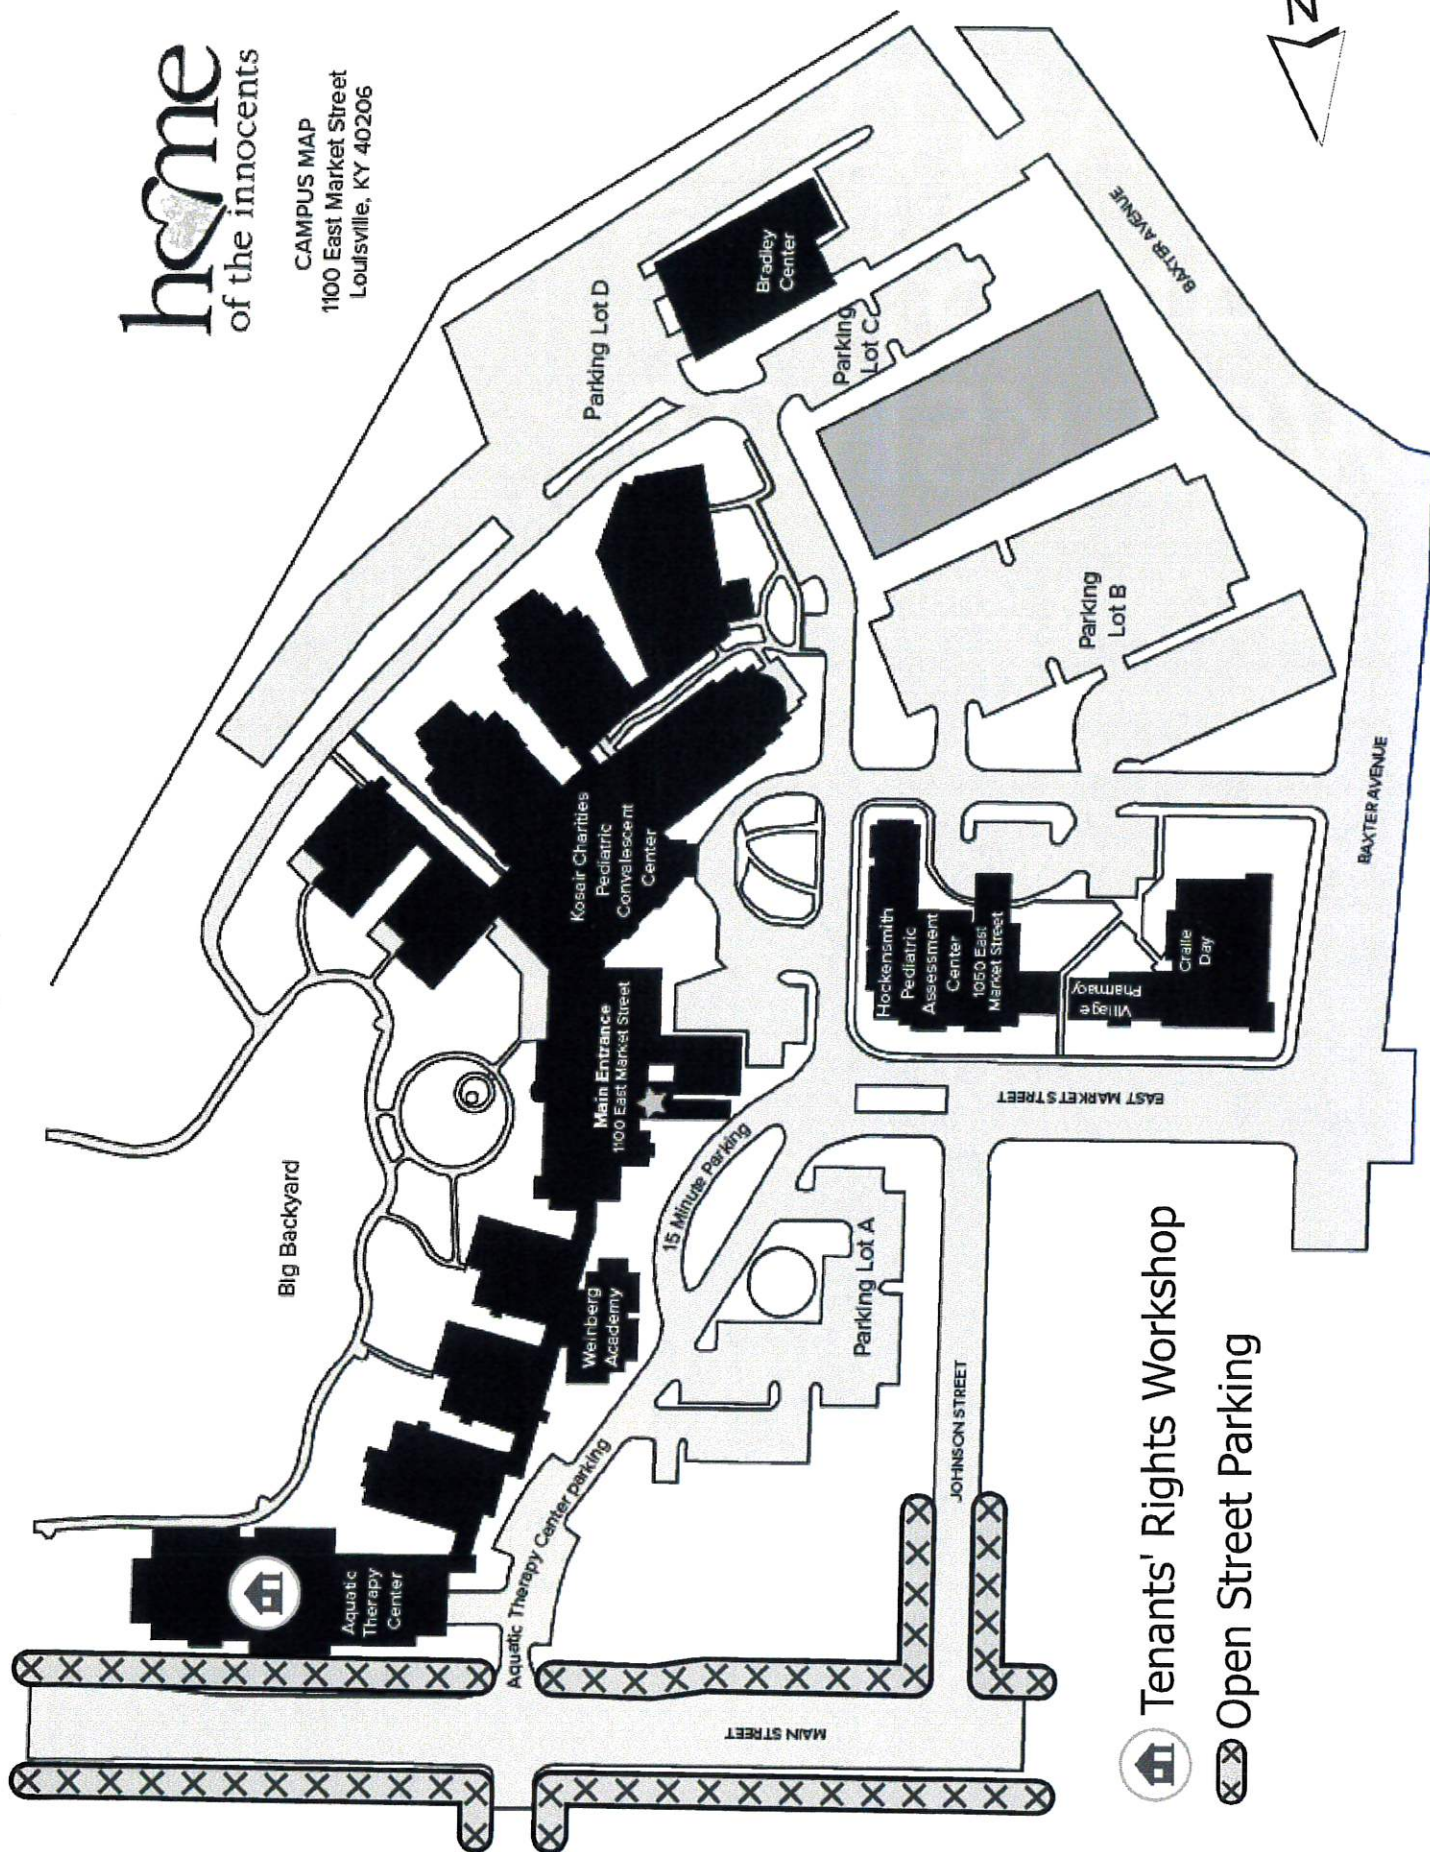 home
of the innocents
CAMPUS MAP
1100 East Market Street
Louisville, KY 40206
N
Parking Lot D
Bradley
Center
Parking
Lot C
BAXTER AVENUE
BAXTER AVENUE
Parking
Lot B
BAXTER AVENUE
Kosair Charities
Pediatric
Convalescent
Center
Hockensmith
Pediatric
Assessment
Center
1050 East
Market Street
Village
Pharmacy
Cralle
Day
Main Entrance
1100 East Market Street
EAST MARKET STREET
Big Backyard
15 Minute Parking
Weinberg
Academy
Parking Lot A
JOHNSON STREET
Aquatic Therapy Center parking
Aquatic
Therapy
Center
MAIN STREET
Tenants' Rights Workshop
Open Street Parking